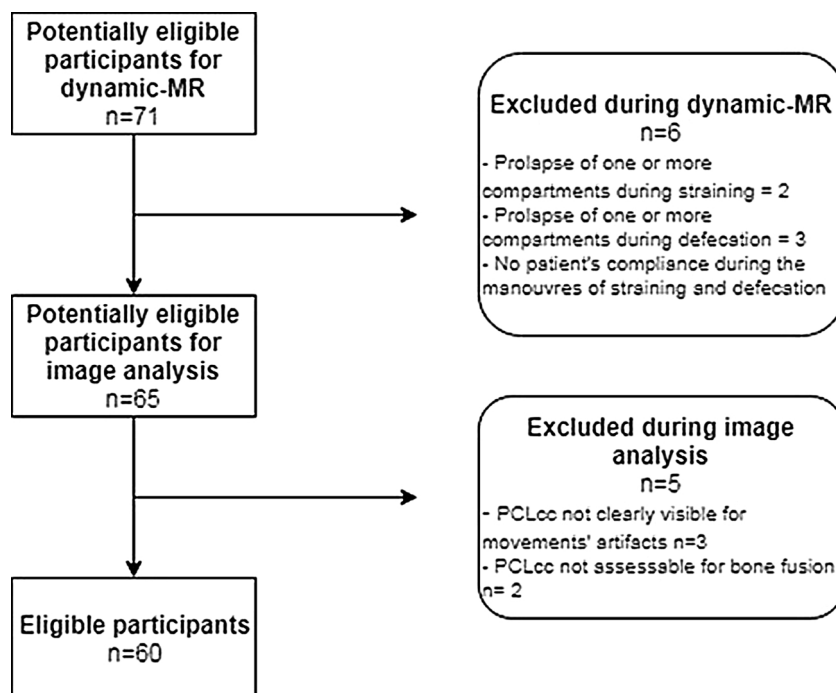 Potentially eligible
participants for
dynamic-MR
n=71
Excluded during dynamic-MR
n=6
- Prolapse of one or more
compartments during straining = 2
- Prolapse of one or more
compartments during defecation = 3
- No patient's compliance during the
manouvres of straining and defecation
Potentially eligible
participants for
image analysis
n=65
Excluded during image
analysis
n=5
- PCLcc not clearly visible for
movements' artifacts n=3
- PCLcc not assessable for bone fusion
n= 2
Eligible participants
n=60